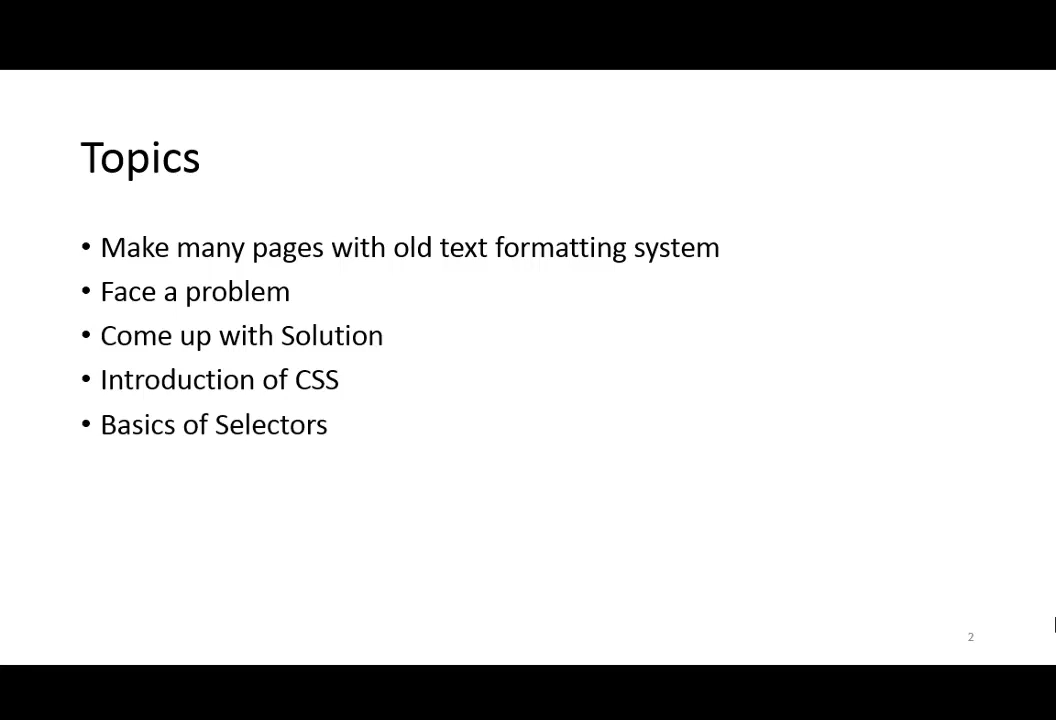 Topics
• Make many pages with old text formatting system
• Face a problem
• Come up with Solution
• Introduction of CSS
• Basics of Selectors
2